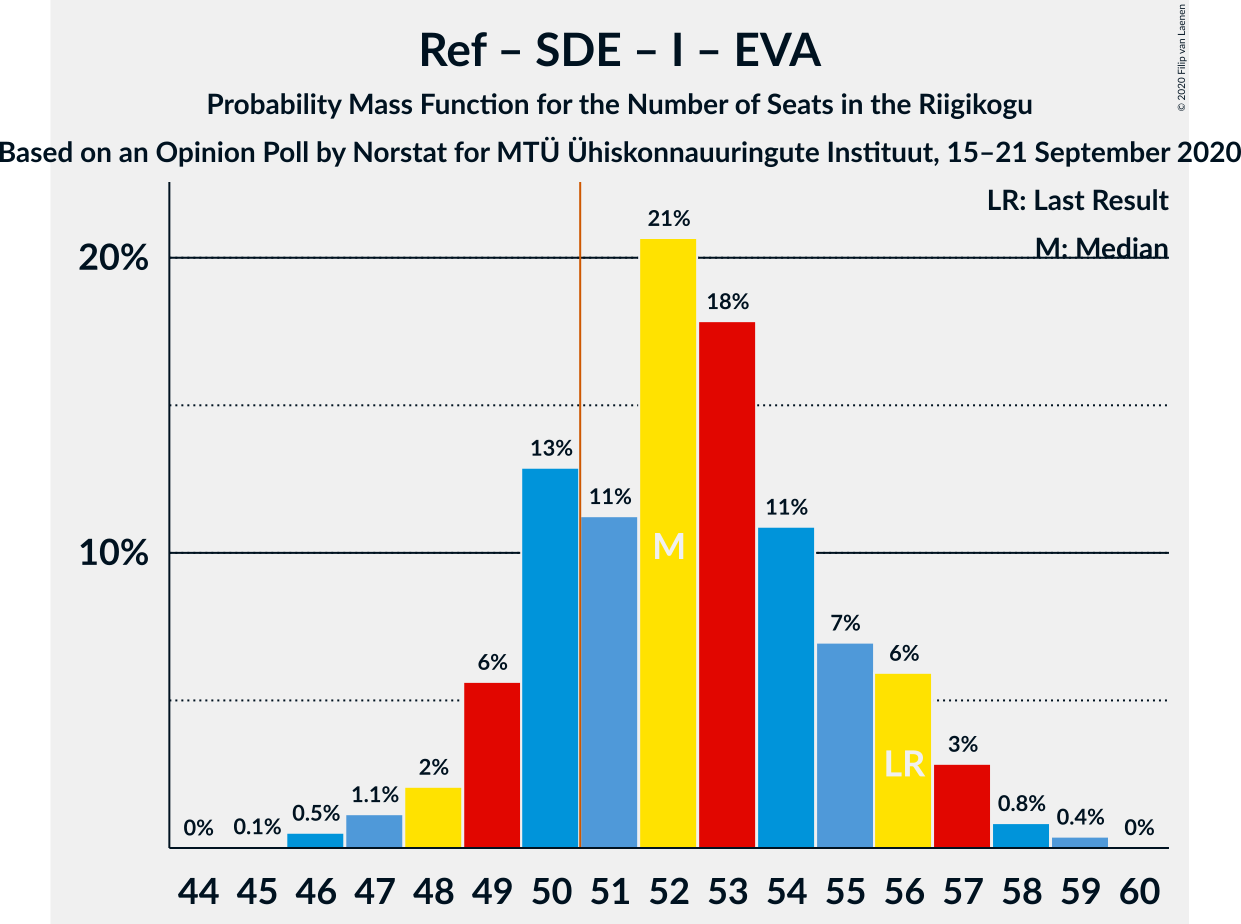 Ref – SDE – I – EVA
Probability Mass Function for the Number of Seats in the Riigikogu
Based on an Opinion Poll by Norstat for MTÜ Ühiskonnauuringute Instituut, 15–21 September 2020
© 2020 Filip van Laenen
LR: Last Result
M: Median
20%
10%
0%
0.1%
0.5%
1.1%
2%
6%
13%
11%
21%
18%
11%
7%
6%
3%
0.8%
0.4%
0%
M
LR
44 45 46 47 48 49 50 51 52 53 54 55 56 57 58 59 60